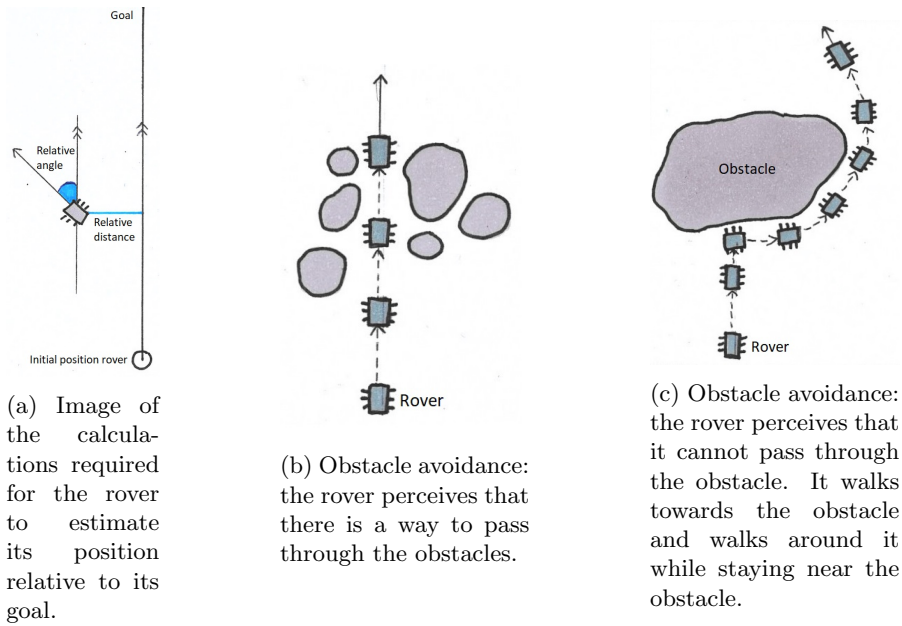 Goal
Relative
angle
Relative
distance
Initial position rover
(a) Image of
the calcula-
tions required
for the rover
to estimate
its position
relative to its
goal.
Rover
(b) Obstacle avoidance:
the rover perceives that
there is a way to pass
through the obstacles.
Obstacle
Rover
(c) Obstacle avoidance:
the rover perceives that
it cannot pass through
the obstacle. It walks
towards the obstacle
and walks around it
while staying near the
obstacle.